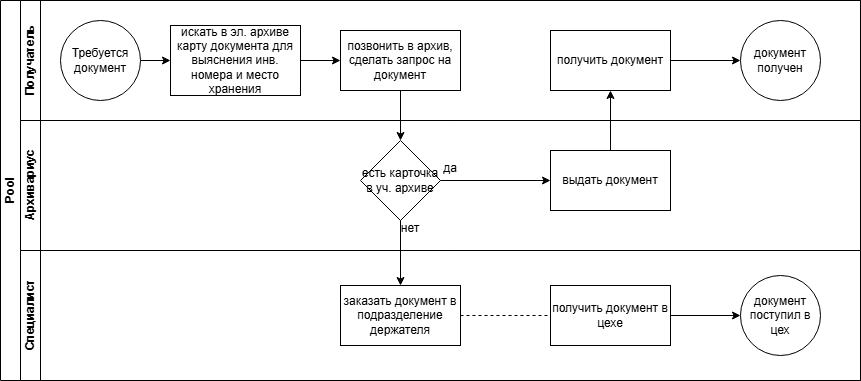 Pool
Получатель
Требуется
документ
искать в эл. архиве
карту документа для
выяснения инв.
номера и место
хранения
позвонить в архив,
сделать запрос на
документ
получить документ
документ
получен
Архивариус
есть карточка
в уч. архиве
да
нет
выдать документ
Специалист
заказать документ в
подразделение
держателя
получить документ в
цехе
документ
поступил в
цех